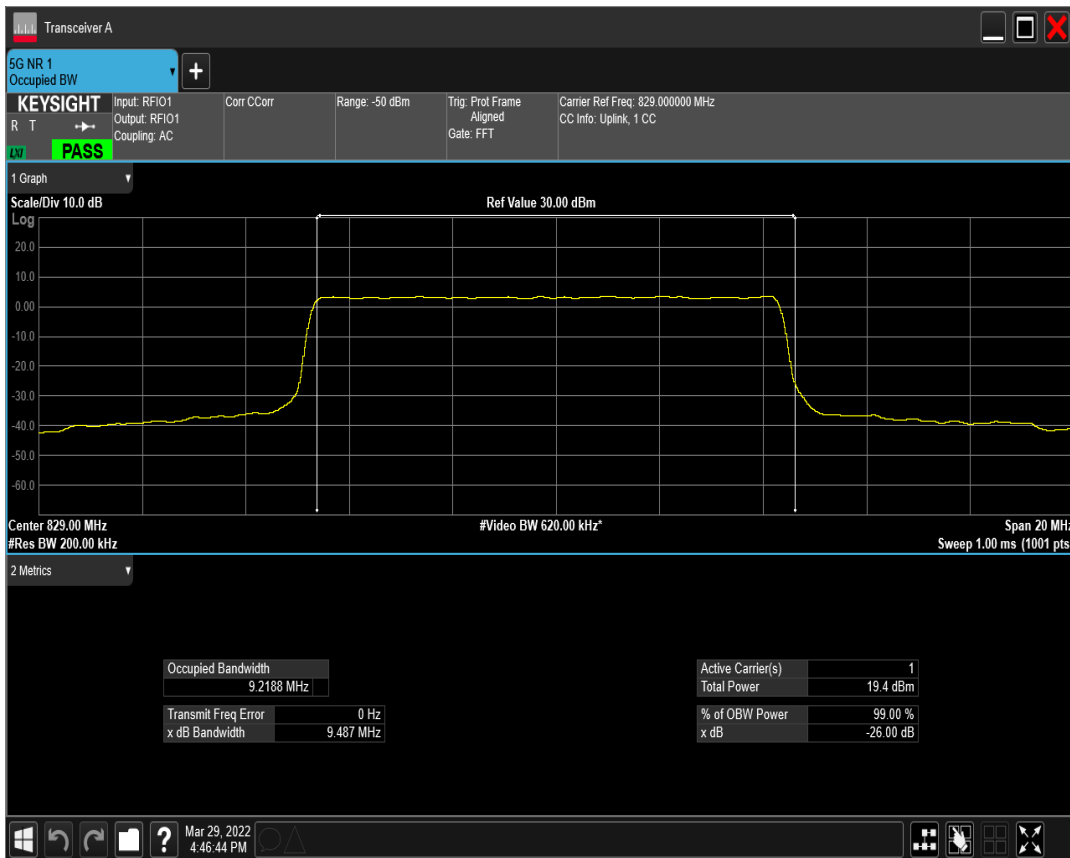 Transceiver A
5G NR 1
Occupied BW
KEYSIGHT
R T
LXI
PASS
Input: RFIO1
Output: RFIO1
Coupling: AC
Corr CCorr
Range: -50 dBm
Trig: Prot Frame
Aligned
Gate: FFT
Carrier Ref Freq: 829.000000 MHz
CC Info: Uplink, 1 CC
1 Graph
Scale/Div 10.0 dB
Ref Value 30.00 dBm
Log
20.0
10.0
0.00
-10.0
-20.0
-30.0
-40.0
-50.0
-60.0
Center 829.00 MHz
#Video BW 620.00 kHz*
Span 20 MHz
#Res BW 200.00 kHz
Sweep 1.00 ms (1001 pts
2 Metrics
Occupied Bandwidth
9.2188 MHz
Transmit Freq Error 0 Hz
x dB Bandwidth 9.487 MHz
Active Carrier(s) 1
Total Power 19.4 dBm
% of OBW Power 99.00 %
x dB -26.00 dB
?
Mar 29, 2022
4:46:44 PM